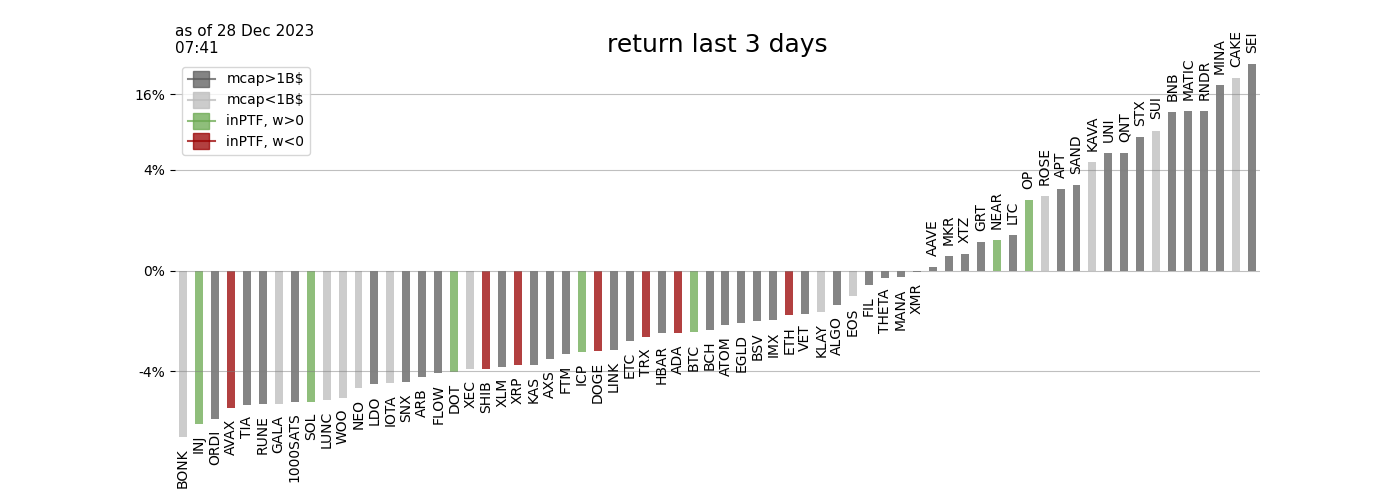 as of 28 Dec 2023
07:41
return last 3 days
mcap>1B$
mcap<1B$
inPTF, w>0
inPTF, w<0
16%
4%
0%
-4%
BONK
INJ
ORDI
AVAX
TIA
RUNE
GALA
1000SATS
SOL
LUNC
WOO
NEO
LDO
IOTA
SNX
ARB
FLOW
DOT
XEC
SHIB
XLM
XRP
KAS
AXS
FTM
ICP
DOGE
LINK
ETC
TRX
HBAR
ADA
BTC
BCH
ATOM
EGLD
BSV
IMX
ETH
VET
KLAY
ALGO
EOS
FIL
THETA
MANA
XMR
AAVE
MKR
XTZ
GRT
NEAR
LTC
OP
ROSE
APT
SAND
KAVA
UNI
QNT
STX
SUI
BNB
MATIC
RNDR
MINA
CAKE
SEI